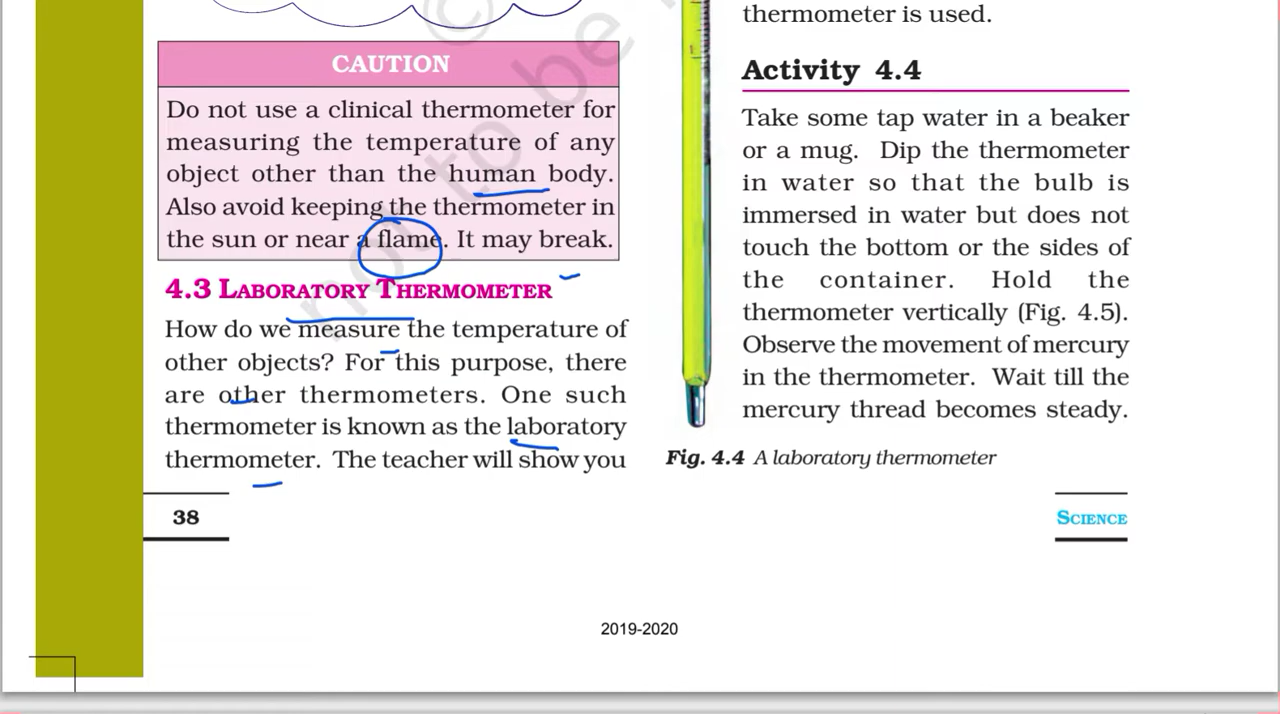 CAUTION
Do not use a clinical thermometer for
measuring the temperature of any
object other than the human body.
Also avoid keeping the thermometer in
the sun or near a flame. It may break.
4.3 LABORATORY THERMOMETER
How do we measure the temperature of
other objects? For this purpose, there
are other thermometers. One such
thermometer is known as the laboratory
thermometer. The teacher will show you
thermometer is used.
Activity 4.4
Take some tap water in a beaker
or a mug. Dip the thermometer
in water so that the bulb is
immersed in water but does not
touch the bottom or the sides of
the container. Hold the
thermometer vertically (Fig. 4.5).
Observe the movement of mercury
in the thermometer. Wait till the
mercury thread becomes steady.
Fig. 4.4 A laboratory thermometer
38
SCIENCE
2019-2020
© not to be